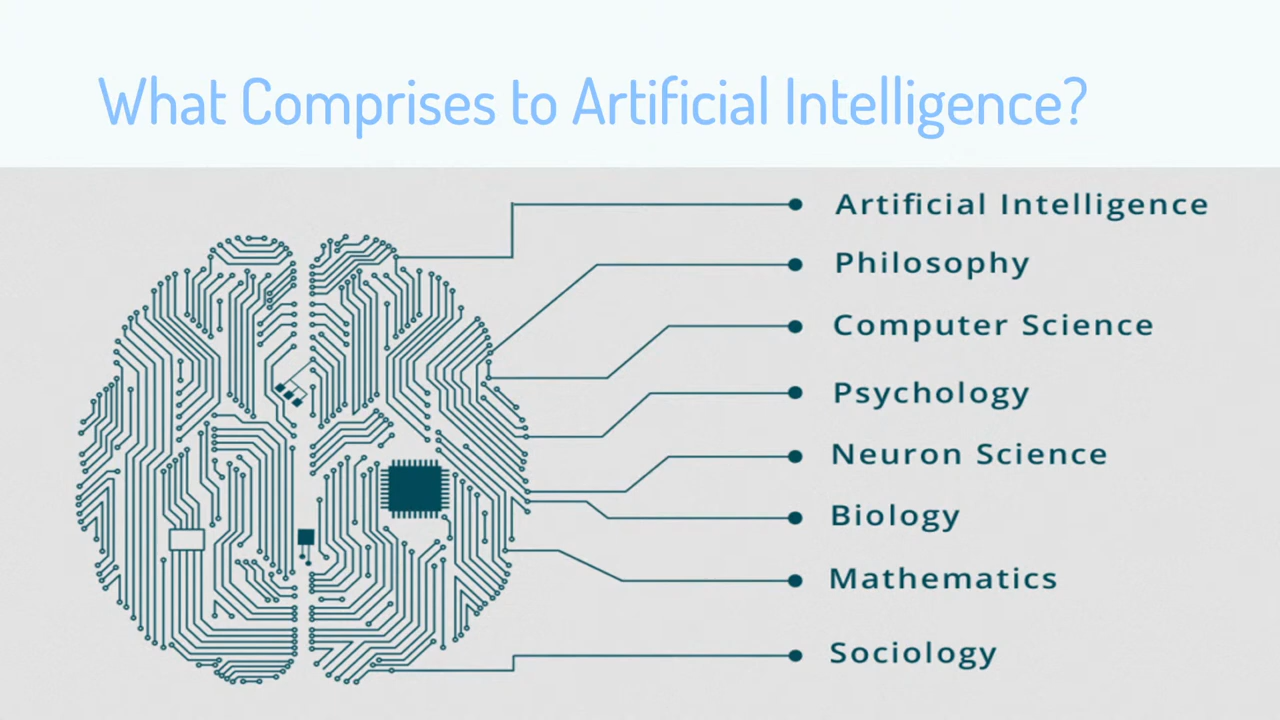 What Comprises to Artificial Intelligence?
Artificial Intelligence
Philosophy
Computer Science
Psychology
Neuron Science
Biology
Mathematics
Sociology